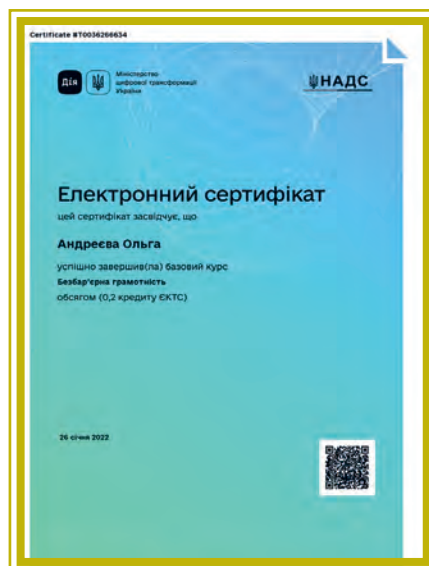 Certificate #T0036266634
Дія
Міністерство
цифрової трансформації
України
НАДС
Електронний сертифікат
цей сертифікат засвідчує, що
Андреєва Ольга
успішно завершив(ла) базовий курс
Безбар'єрна грамотність
обсягом (0,2 кредиту ЄКТС)
26 січня 2022